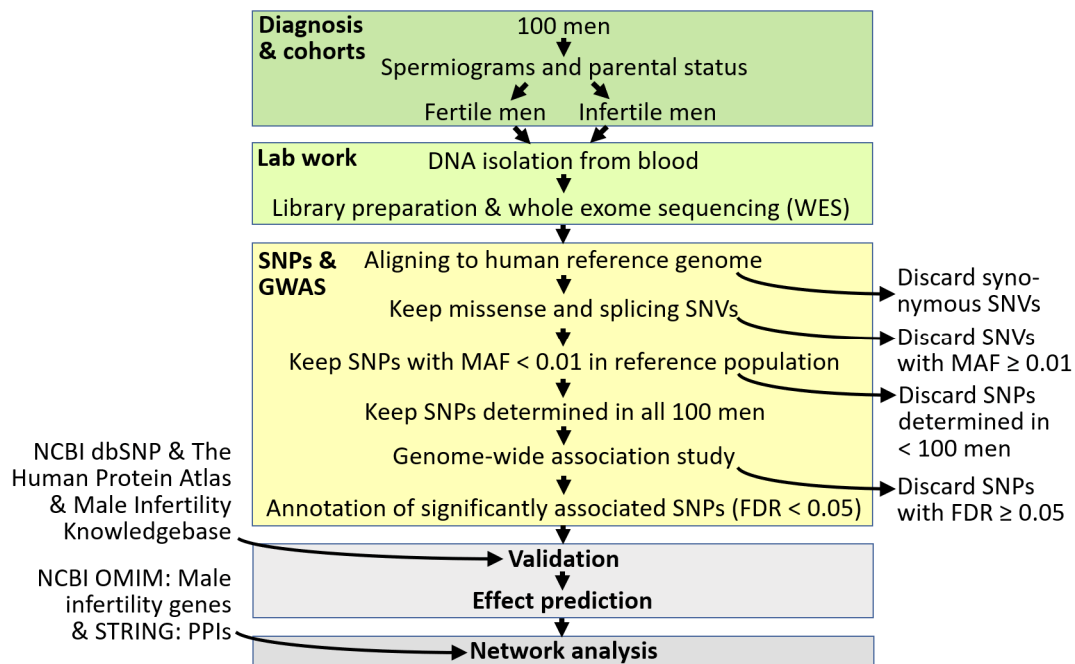 Diagnosis
& cohorts
100 men
Spermiograms and parental status
Fertile men
Infertile men
Lab work
DNA isolation from blood
Library preparation & whole exome sequencing (WES)
SNPs &
GWAS
Aligning to human reference genome
Discard syno-
nymous SNVs
Keep missense and splicing SNVs
Discard SNVs
with MAF ≥ 0.01
Keep SNPs with MAF < 0.01 in reference population
Discard SNPs
determined in
< 100 men
Keep SNPs determined in all 100 men
Genome-wide association study
Discard SNPs
with FDR ≥ 0.05
Annotation of significantly associated SNPs (FDR < 0.05)
NCBI dbSNP & The
Human Protein Atlas
& Male Infertility
Knowledgebase
Validation
Effect prediction
NCBI OMIM: Male
infertility genes
& STRING: PPIs
Network analysis